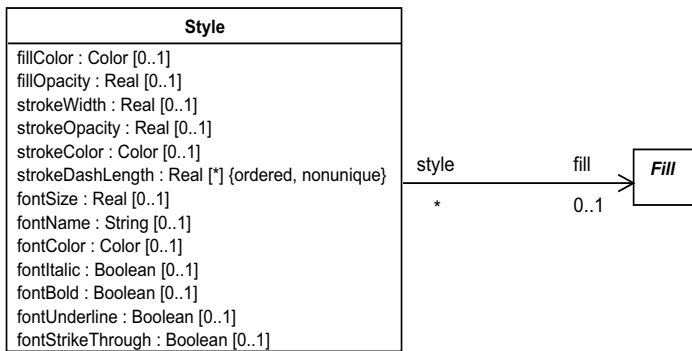 Style
fillColor : Color [0..1]
fillOpacity : Real [0..1]
strokeWidth : Real [0..1]
strokeOpacity : Real [0..1]
strokeColor : Color [0..1]
strokeDashLength : Real [*] {ordered, nonunique}
fontSize : Real [0..1]
fontName : String [0..1]
fontColor : Color [0..1]
fontItalic : Boolean [0..1]
fontBold : Boolean [0..1]
fontUnderline : Boolean [0..1]
fontStrikeThrough : Boolean [0..1]
style fill
* 0..1
Fill